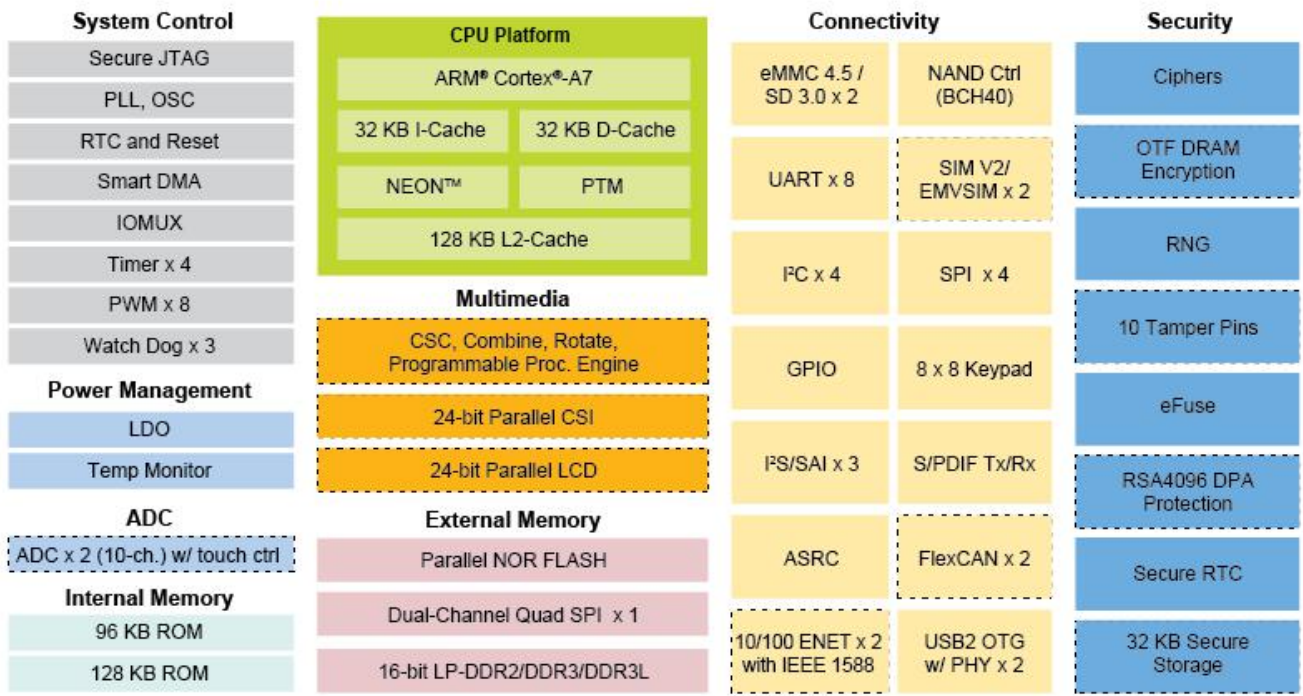 System Control
Secure JTAG
PLL, OSC
RTC and Reset
Smart DMA
IOMUX
Timer x 4
PWM x 8
Watch Dog x 3
Power Management
LDO
Temp Monitor
ADC
ADC x 2 (10-ch.) w/ touch ctrl
Internal Memory
96 KB ROM
128 KB ROM
CPU Platform
ARM® Cortex®-A7
32 KB I-Cache
32 KB D-Cache
NEON™
PTM
128 KB L2-Cache
Multimedia
CSC, Combine, Rotate,
Programmable Proc. Engine
24-bit Parallel CSI
24-bit Parallel LCD
External Memory
Parallel NOR FLASH
Dual-Channel Quad SPI x 1
16-bit LP-DDR2/DDR3/DDR3L
Connectivity
eMMC 4.5 /
SD 3.0 x 2
NAND Ctrl
(BCH40)
UART x 8
SIM V2/
EMVSIM x 2
I²C x 4
SPI x 4
GPIO
8 x 8 Keypad
I²S/SAI x 3
S/PDIF Tx/Rx
ASRC
FlexCAN x 2
10/100 ENET x 2
with IEEE 1588
USB2 OTG
w/ PHY x 2
Security
Ciphers
OTF DRAM
Encryption
RNG
10 Tamper Pins
eFuse
RSA4096 DPA
Protection
Secure RTC
32 KB Secure
Storage